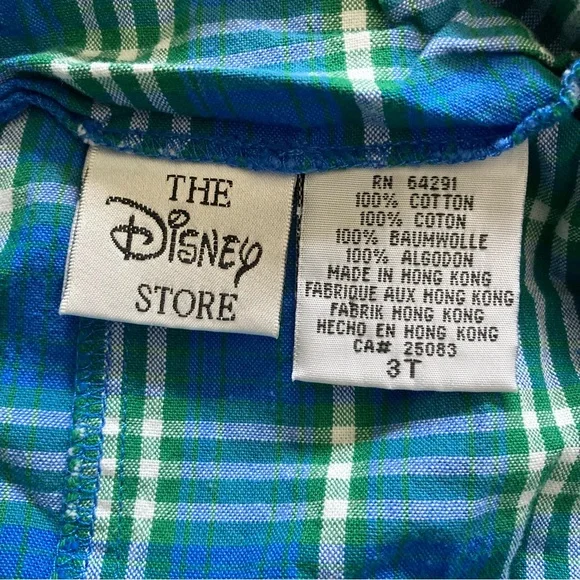 THE
Disney
STORE
RN 64291
100% COTTON
100% COTON
100% BAUMWOLLE
100% ALGODON
MADE IN HONG KONG
FABRIQUE AUX HONG KONG
FABRIK HONG KONG
HECHO EN HONG KONG
CA# 25083
3T